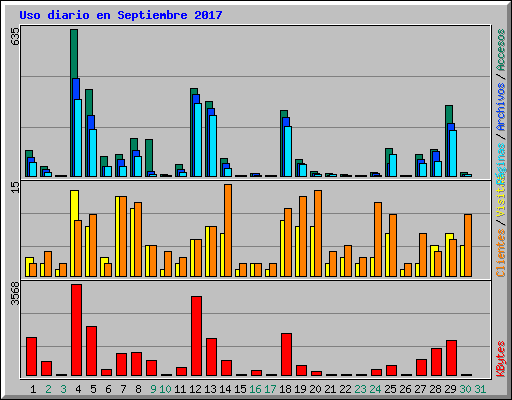 Uso diario en Septiembre 2017
635
15
3568
Clientes / visitas
Páginas / Archivos / Accesos
KBytes
1 2 3 4 5 6 7 8 9 10 11 12 13 14 15 16 17 18 19 20 21 22 23 24 25 26 27 28 29 30 31